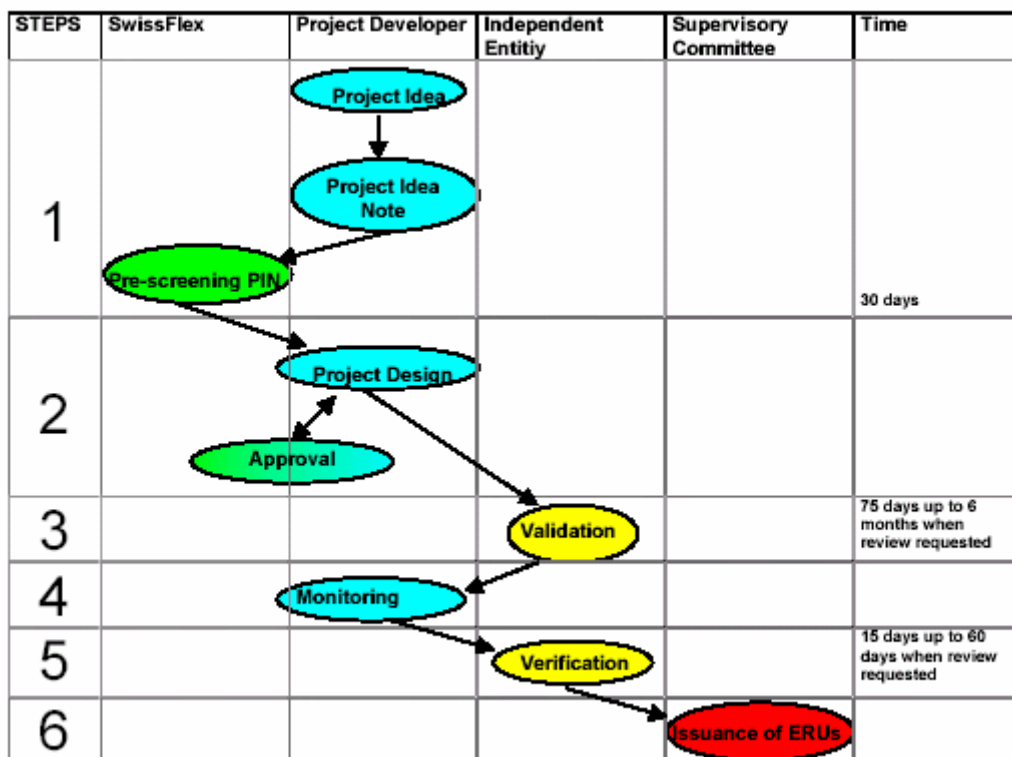 STEPS SwissFlex Project Developer Independent Entitiy Supervisory Committee Time
Project Idea
Project Idea
Note
1
Pre-screening PIN
30 days
Project Design
2
Approval
3
Validation
75 days up to 6
months when
review requested
4
Monitoring
5
Verification
15 days up to 60
days when review
requested
6
Issuance of ERUs